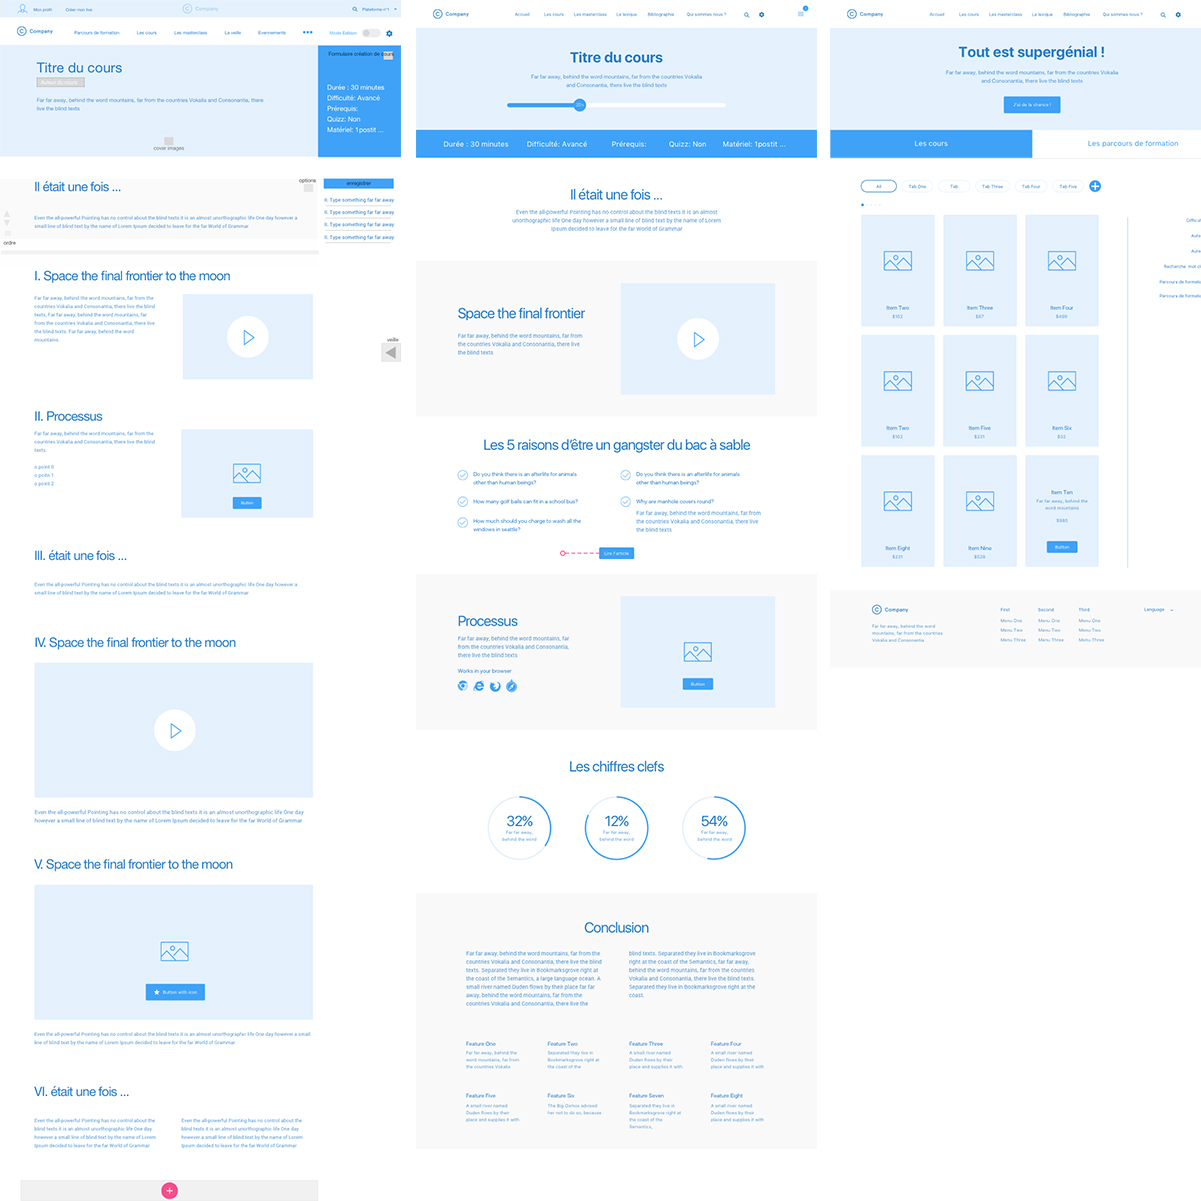 Mon profil
Créer mon live
Company
Plateforme n°1
Company
Parcours de formation
Les cours
Les masterclass
La veille
Evennements
Mode Edition
Titre du cours
Far far away, behind the word mountains, far from the countries Vokalia and Consonantia, there
live the blind texts
cover images
Formulaire création de cours
Durée : 30 minutes
Difficulté: Avancé
Prérequis:
Quizz: Non
Matériel: 1postit ...
options
Il était une fois ...
Even the all-powerful Pointing has no control about the blind texts it is an almost unorthographic life One day however a
small line of blind text by the name of Lorem Ipsum decided to leave for the far World of Grammar
ordre
enregistrer
II. Type something far far away
II. Type something far far away
II. Type something far far away
II. Type something far far away
I. Space the final frontier to the moon
Far far away, behind the word mountains, far from the
countries Vokalia and Consonantia, there live the blind
texts. Far far away, behind the word mountains, far
from the countries Vokalia and Consonantia, there live
the blind texts. Far far away, behind the word
mountains.
veille
II. Processus
Far far away, behind the word mountains, far from the
countries Vokalia and Consonantia, there live the blind
texts.
o.point 0
o.point 1
o.point 2
Button
III. était une fois ...
Even the all-powerful Pointing has no control about the blind texts it is an almost unorthographic life One day however a
small line of blind text by the name of Lorem Ipsum decided to leave for the far World of Grammar
IV. Space the final frontier to the moon
Even the all-powerful Pointing has no control about the blind texts it is an almost unorthographic life One day
however a small line of blind text by the name of Lorem Ipsum decided to leave for the far World of Grammar
V. Space the final frontier to the moon
Button with icon
Even the all-powerful Pointing has no control about the blind texts it is an almost unorthographic life One day however a small
line of blind text by the name of Lorem Ipsum decided to leave for the far World of Grammar
VI. était une fois ...
Even the all-powerful Pointing has no control about the
blind texts it is an almost unorthographic life One day
however a small line of blind text by the name of Lorem
Ipsum decided to leave for the far World of Grammar
Even the all-powerful Pointing has no control about the
blind texts it is an almost unorthographic life One day
however a small line of blind text by the name of Lorem
Ipsum decided to leave for the far World of Grammar
Company
Accueil
Les cours
Les masterclass
Le lexique
Bibliographie
Qui sommes nous ?
Titre du cours
Far far away, behind the word mountains, far from the countries Vokalia
and Consonantia, there live the blind texts
Durée : 30 minutes
Difficulté: Avancé
Prérequis:
Quizz: Non
Matériel: 1postit ...
Il était une fois ...
Even the all-powerful Pointing has no control about the blind texts it is an almost
unorthographic life One day however a small line of blind text by the name of Lorem
Ipsum decided to leave for the far World of Grammar
Space the final frontier
Far far away, behind the word mountains, far from
the countries Vokalia and Consonantia, there live
the blind texts
Les 5 raisons d'être un gangster du bac à sable
Do you think there is an afterlife for animals
other than human beings?
How many golf balls can fit in a school bus?
How much should you charge to wash all the
windows in seattle?
Do you think there is an afterlife for animals
other than human beings?
Why are manhole covers round?
Far far away, behind the word mountains, far from
the countries Vokalia and Consonantia, there live
the blind texts
Lire l'article
Processus
Far far away, behind the word mountains, far
from the countries Vokalia and Consonantia,
there live the blind texts
Works in your browser
Button
Les chiffres clefs
32%
Far far away,
behind the word
12%
Far far away,
behind the word
54%
Far far away,
behind the word
Conclusion
Far far away, behind the word mountains, far from the
countries Vokalia and Consonantia, there live the blind
texts. Separated they live in Bookmarksgrove right at
the coast of the Semantics, a large language ocean. A
small river named Duden flows by their place far far
away, behind the word mountains, far from the
countries Vokalia and Consonantia, there live the
blind texts. Separated they live in Bookmarksgrove
right at the coast of the Semantics, far far away,
behind the word mountains, far from the countries
Vokalia and Consonantia, there live the blind texts.
Separated they live in Bookmarksgrove right at the
coast.
Feature One
Far far away, behind the
word mountains, far from
the countries Vokalia
Feature Two
Separated they live in
Bookmarksgrove right at
the coast of the
Feature Three
A small river named
Duden flows by their
place and supplies it with
Feature Four
A small river named
Duden flows by their
place and supplies it with
Feature Five
A small river named
Duden flows by their
place and supplies it with
Feature Six
The Big Oxmox advised
her not to do so, because
Feature Seven
Separated they live in
Bookmarksgrove right at
the coast of the
Semantics,
Feature Eight
A small river named
Duden flows by their
place and supplies it with
Company
Accueil
Les cours
Les masterclass
Le lexique
Bibliographie
Qui sommes nous ?
Tout est supergénial !
Far far away, behind the word mountains, far from the countries Vokalia
and Consonantia, there live the blind texts
J'ai de la chance !
Les cours
Les parcours de formation
All
Tab One
Tab
Tab Three
Tab Four
Tab Five
Item Two
$102
Item Three
$67
Item Four
$499
Item Two
$102
Item Five
$231
Item Six
$32
Item Eight
$231
Item Nine
$529
Item Ten
Far far away, behind the
word mountains
$980
Button
Difficul
Autre
Autre
Recherche mot cl
Parcours de formatio
Parcours de formatio
Company
Far far away, behind the word
mountains, far from the countries
Vokalia and Consonantia
First
Menu One
Menu Two
Menu Three
Second
Menu One
Menu Two
Menu Three
Third
Menu One
Menu Two
Menu Three
Language